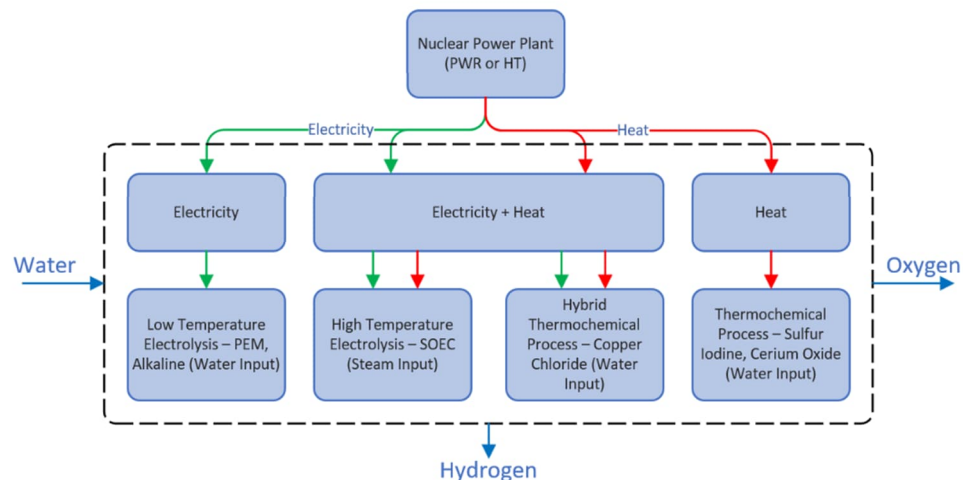 Nuclear Power Plant
(PWR or HT)
Electricity
Heat
Electricity
Electricity + Heat
Heat
Water
Oxygen
Low Temperature
Electrolysis – PEM,
Alkaline (Water Input)
High Temperature
Electrolysis – SOEC
(Steam Input)
Hybrid
Thermochemical
Process – Copper
Chloride (Water
Input)
Thermochemical
Process – Sulfur
Iodine, Cerium Oxide
(Water Input)
Hydrogen